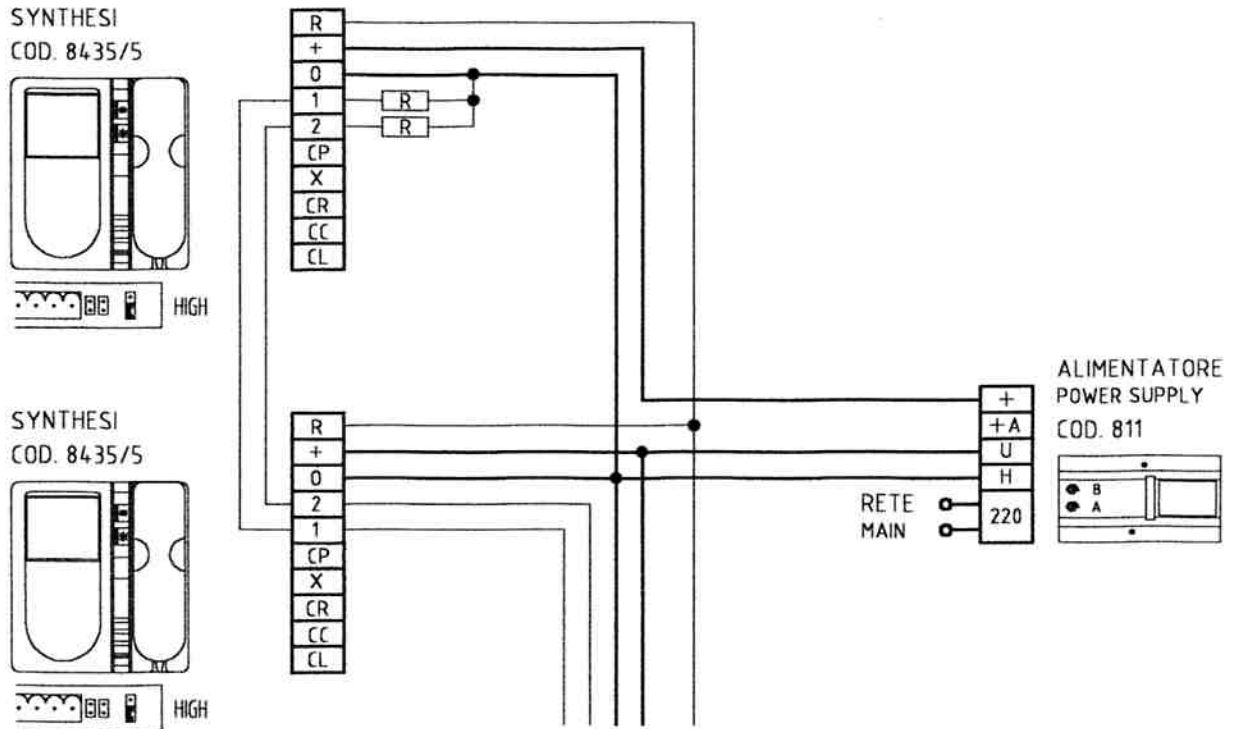 SYNTHESI
COD. 8435/5
HIGH
R
+
0
1
2
CP
X
CR
CC
CL
R
R
SYNTHESI
COD. 8435/5
HIGH
R
+
0
2
1
CP
X
CR
CC
CL
RETE
MAIN
+
+A
U
H
220
ALIMENTATORE
POWER SUPPLY
COD. 811
B
A